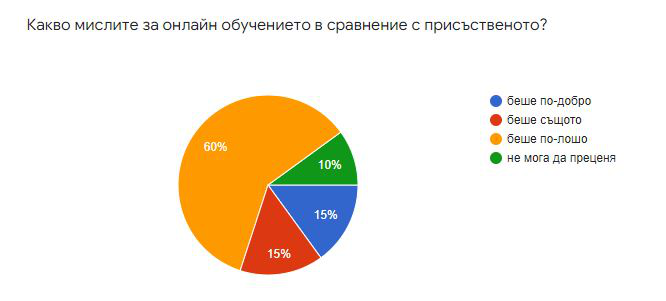 Какво мислите за онлайн обучението в сравнение с присъственото?
беше по-добро
беше същото
беше по-лошо
не мога да преценя
60%
10%
15%
15%